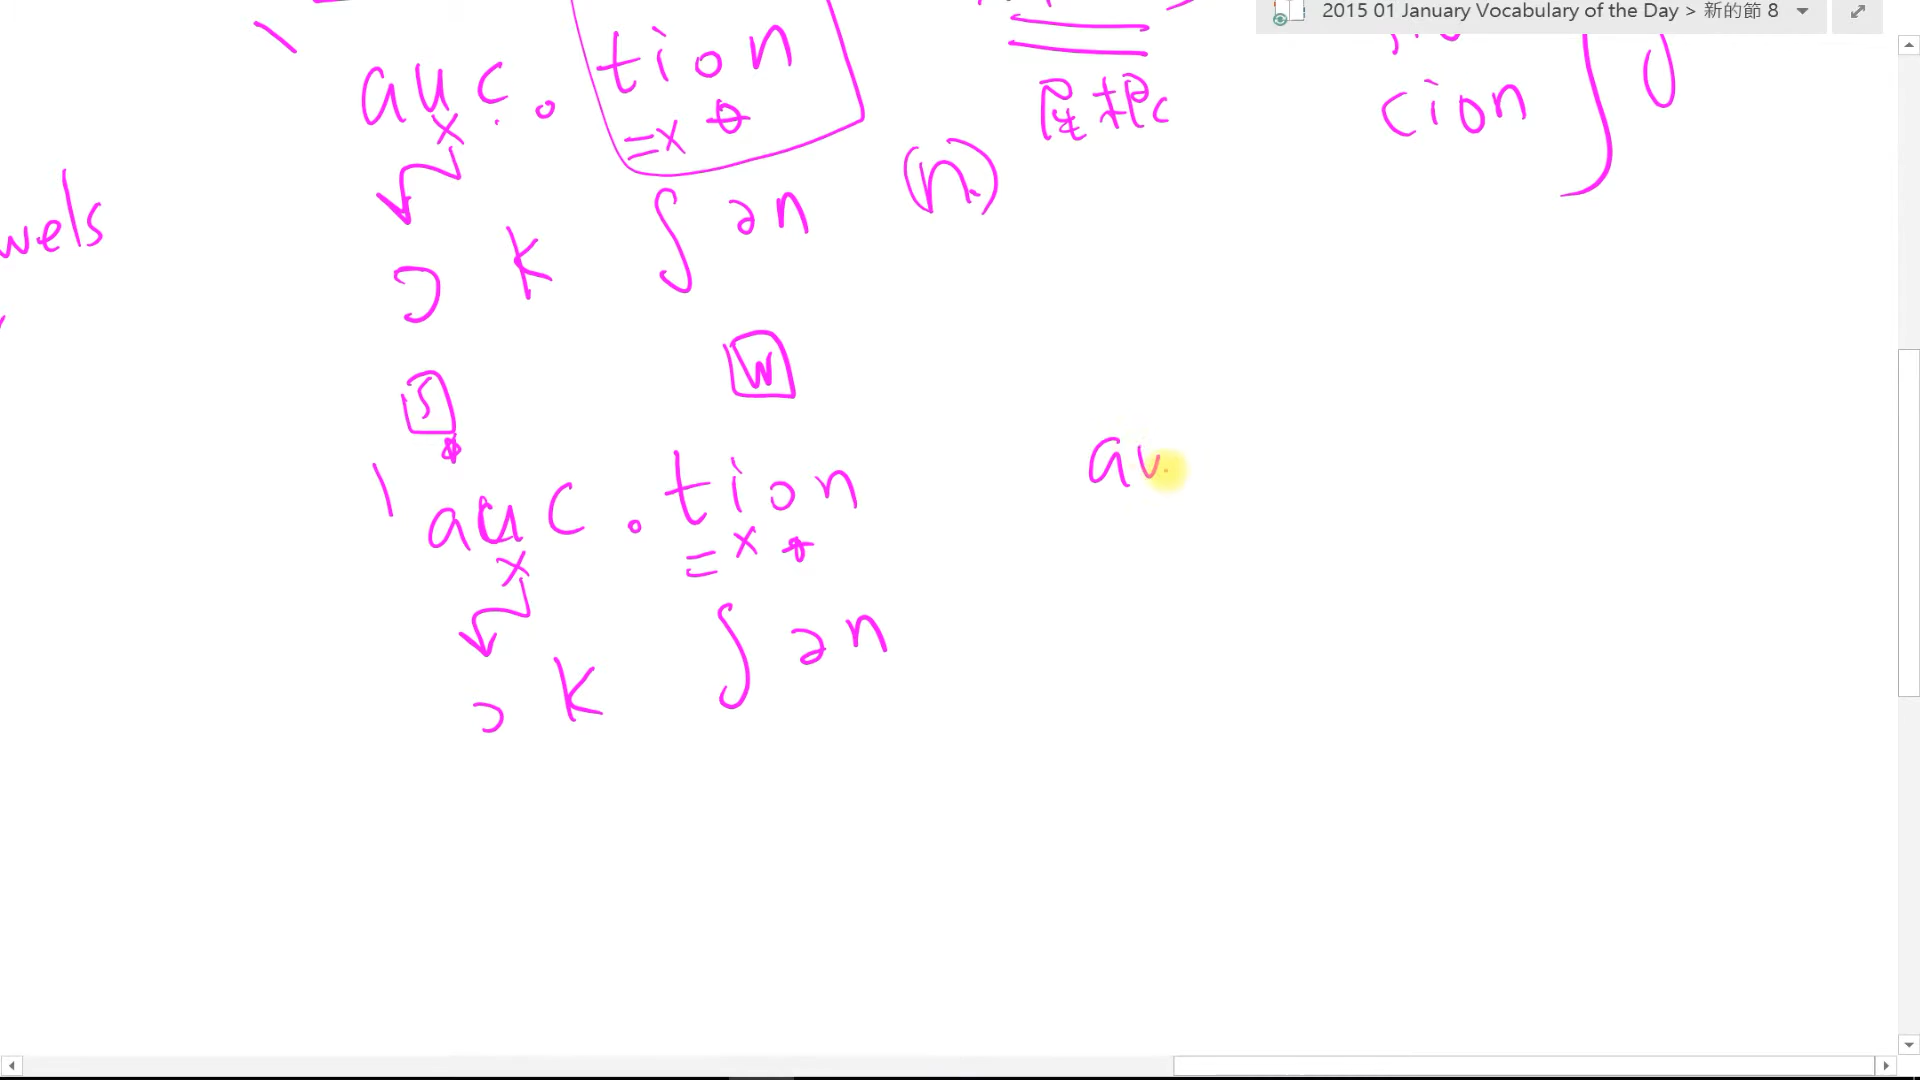 2015 01 January Vocabulary of the Day > 新的節 8
auc.tion
=x
cion
(n)
wels
ɔ k ʃ ən
W
S
auc.tion
au
=x
ɔ k ʃ ən